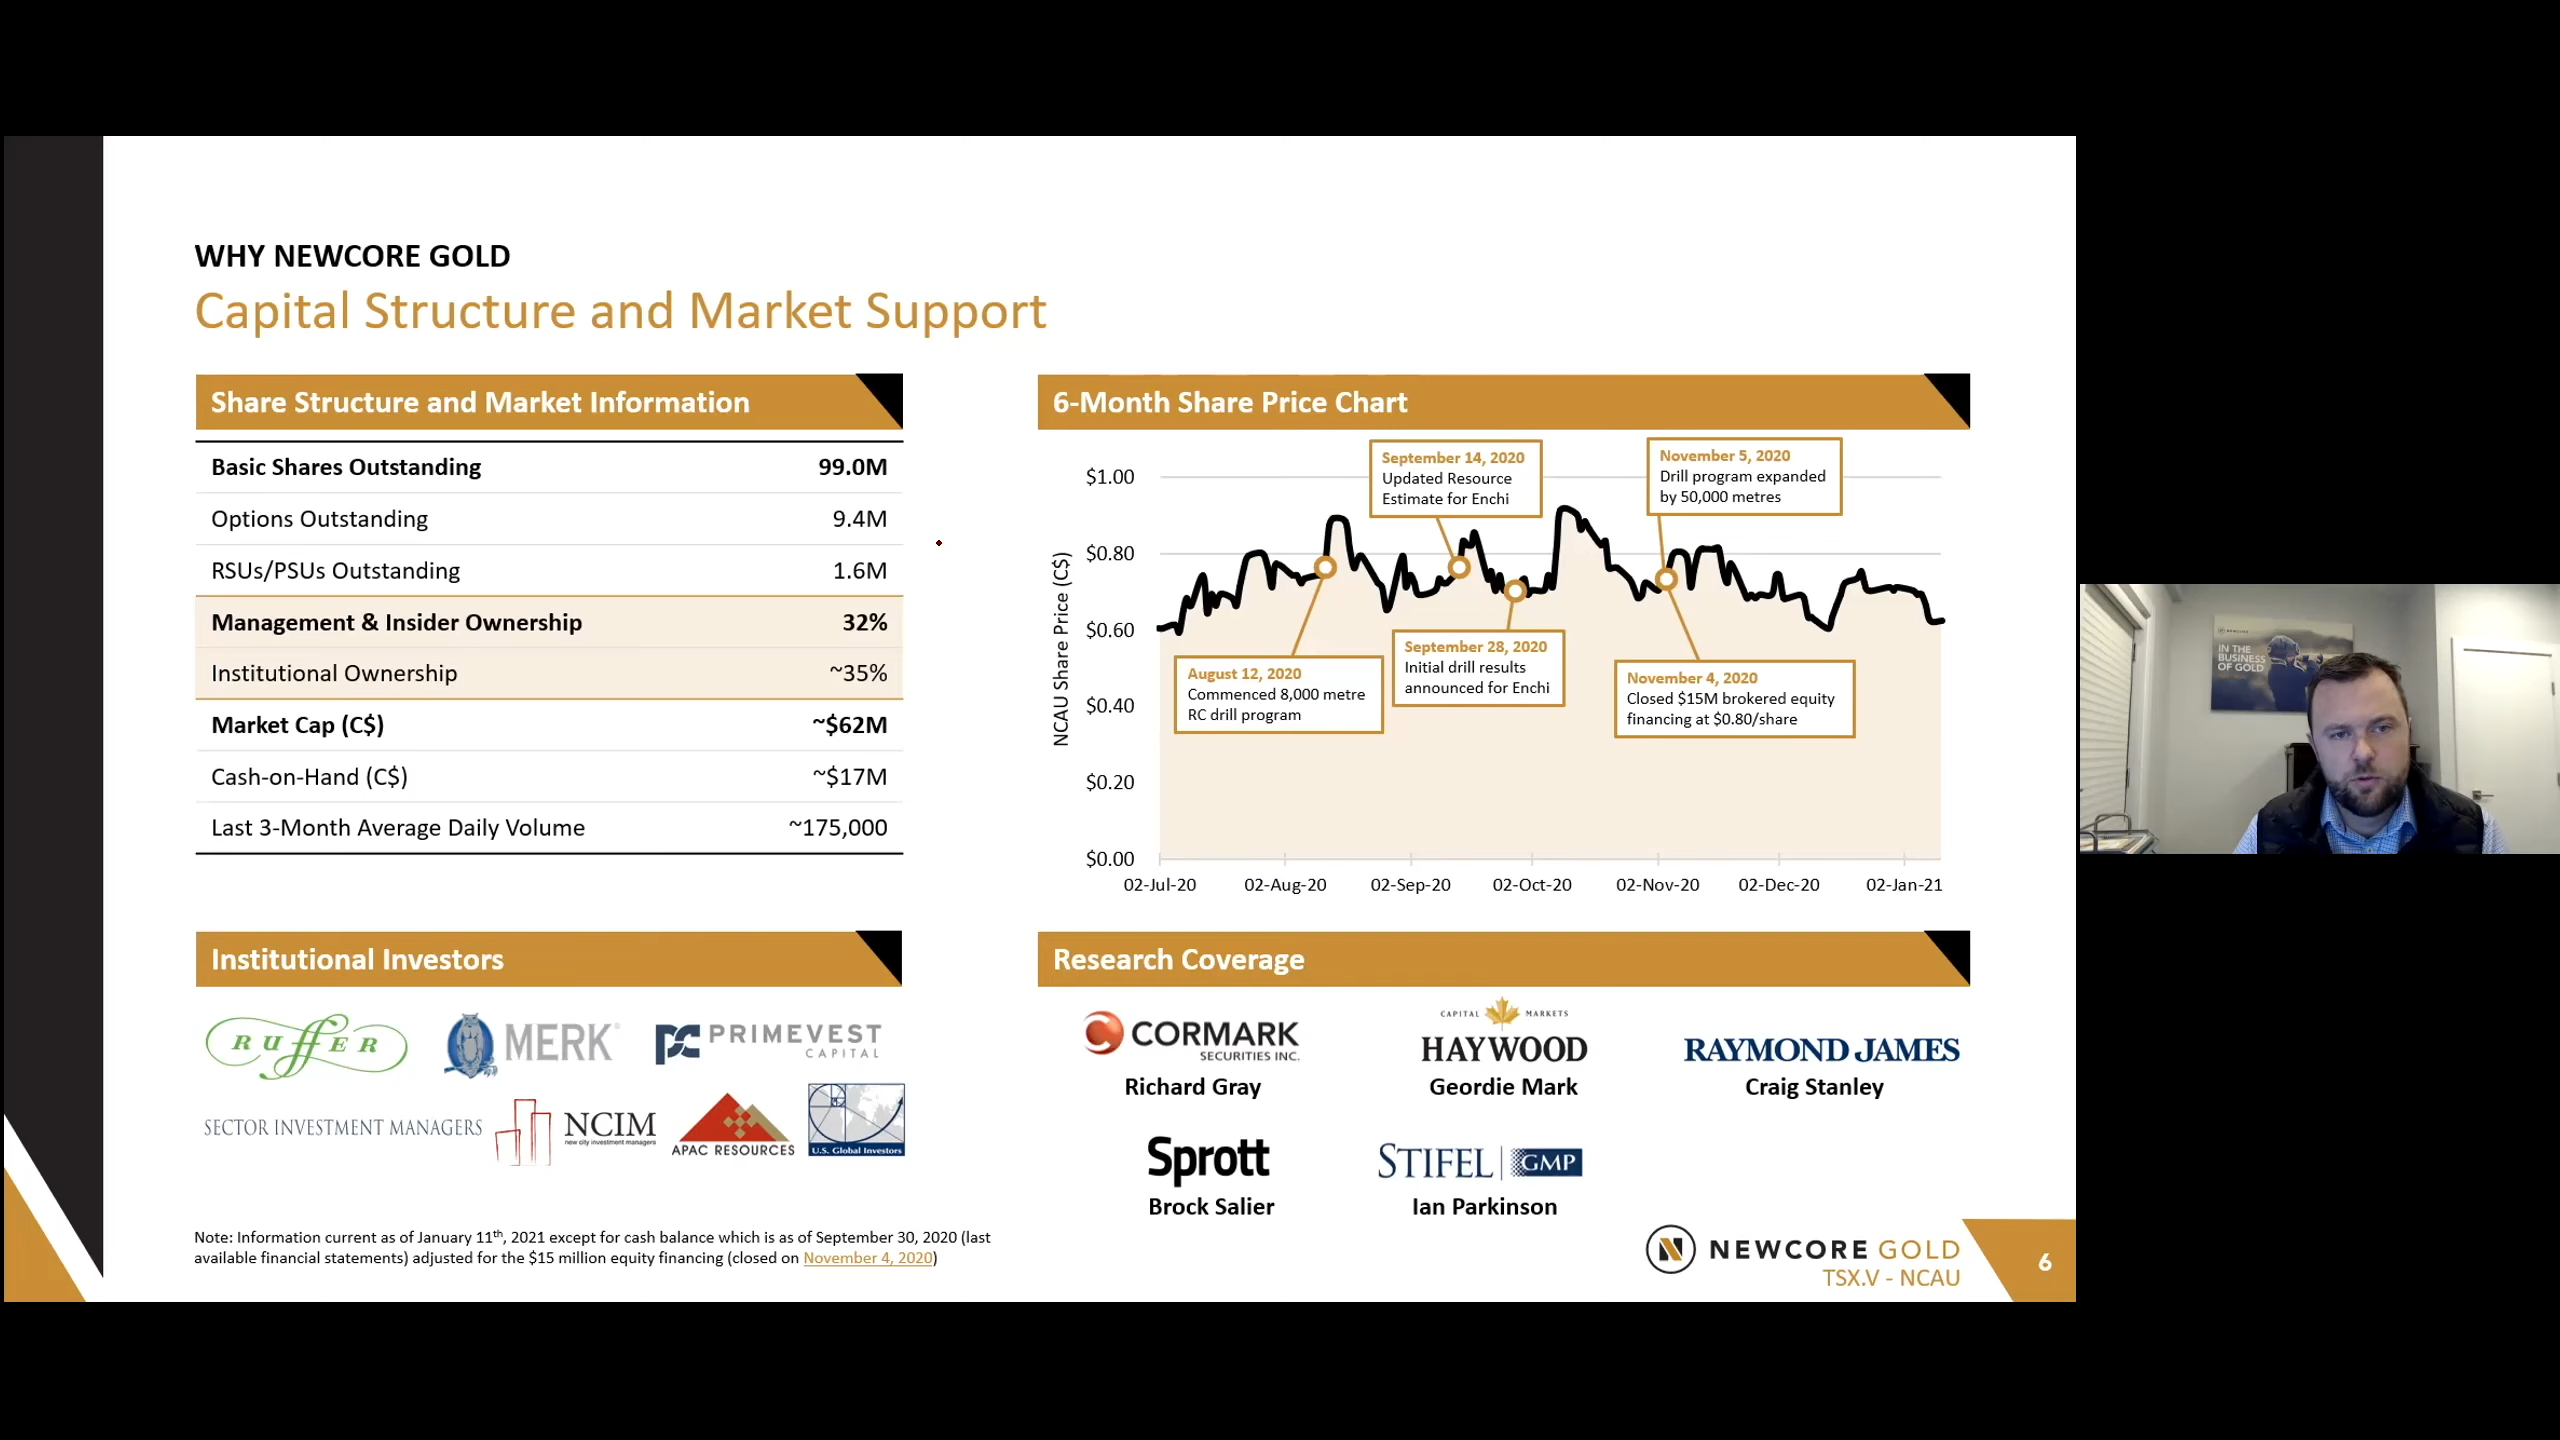 WHY NEWCORE GOLD
Capital Structure and Market Support
Share Structure and Market Information
Basic Shares Outstanding 99.0M
Options Outstanding 9.4M
RSUs/PSUs Outstanding 1.6M
Management & Insider Ownership 32%
Institutional Ownership ~35%
Market Cap (C$) ~$62M
Cash-on-Hand (C$) ~$17M
Last 3-Month Average Daily Volume ~175,000
6-Month Share Price Chart
NCAU Share Price (C$)
$1.00
$0.80
$0.60
$0.40
$0.20
$0.00
02-Jul-20 02-Aug-20 02-Sep-20 02-Oct-20 02-Nov-20 02-Dec-20 02-Jan-21
September 14, 2020
Updated Resource
Estimate for Enchi
November 5, 2020
Drill program expanded
by 50,000 metres
August 12, 2020
Commenced 8,000 metre
RC drill program
September 28, 2020
Initial drill results
announced for Enchi
November 4, 2020
Closed $15M brokered equity
financing at $0.80/share
Institutional Investors
RUFFER
MERK
PRIMEVEST
CAPITAL
SECTOR INVESTMENT MANAGERS
NCIM
new city investment managers
APAC RESOURCES
U.S. Global Investors
Research Coverage
CORMARK
SECURITIES INC.
Richard Gray
CAPITAL MARKETS
HAYWOOD
Geordie Mark
RAYMOND JAMES
Craig Stanley
Sprott
Brock Salier
STIFEL GMP
Ian Parkinson
Note: Information current as of January 11th, 2021 except for cash balance which is as of September 30, 2020 (last
available financial statements) adjusted for the $15 million equity financing (closed on November 4, 2020)
NEWCORE GOLD
TSX.V - NCAU
6
NEWCORE
IN THE
BUSINESS
OF GOLD